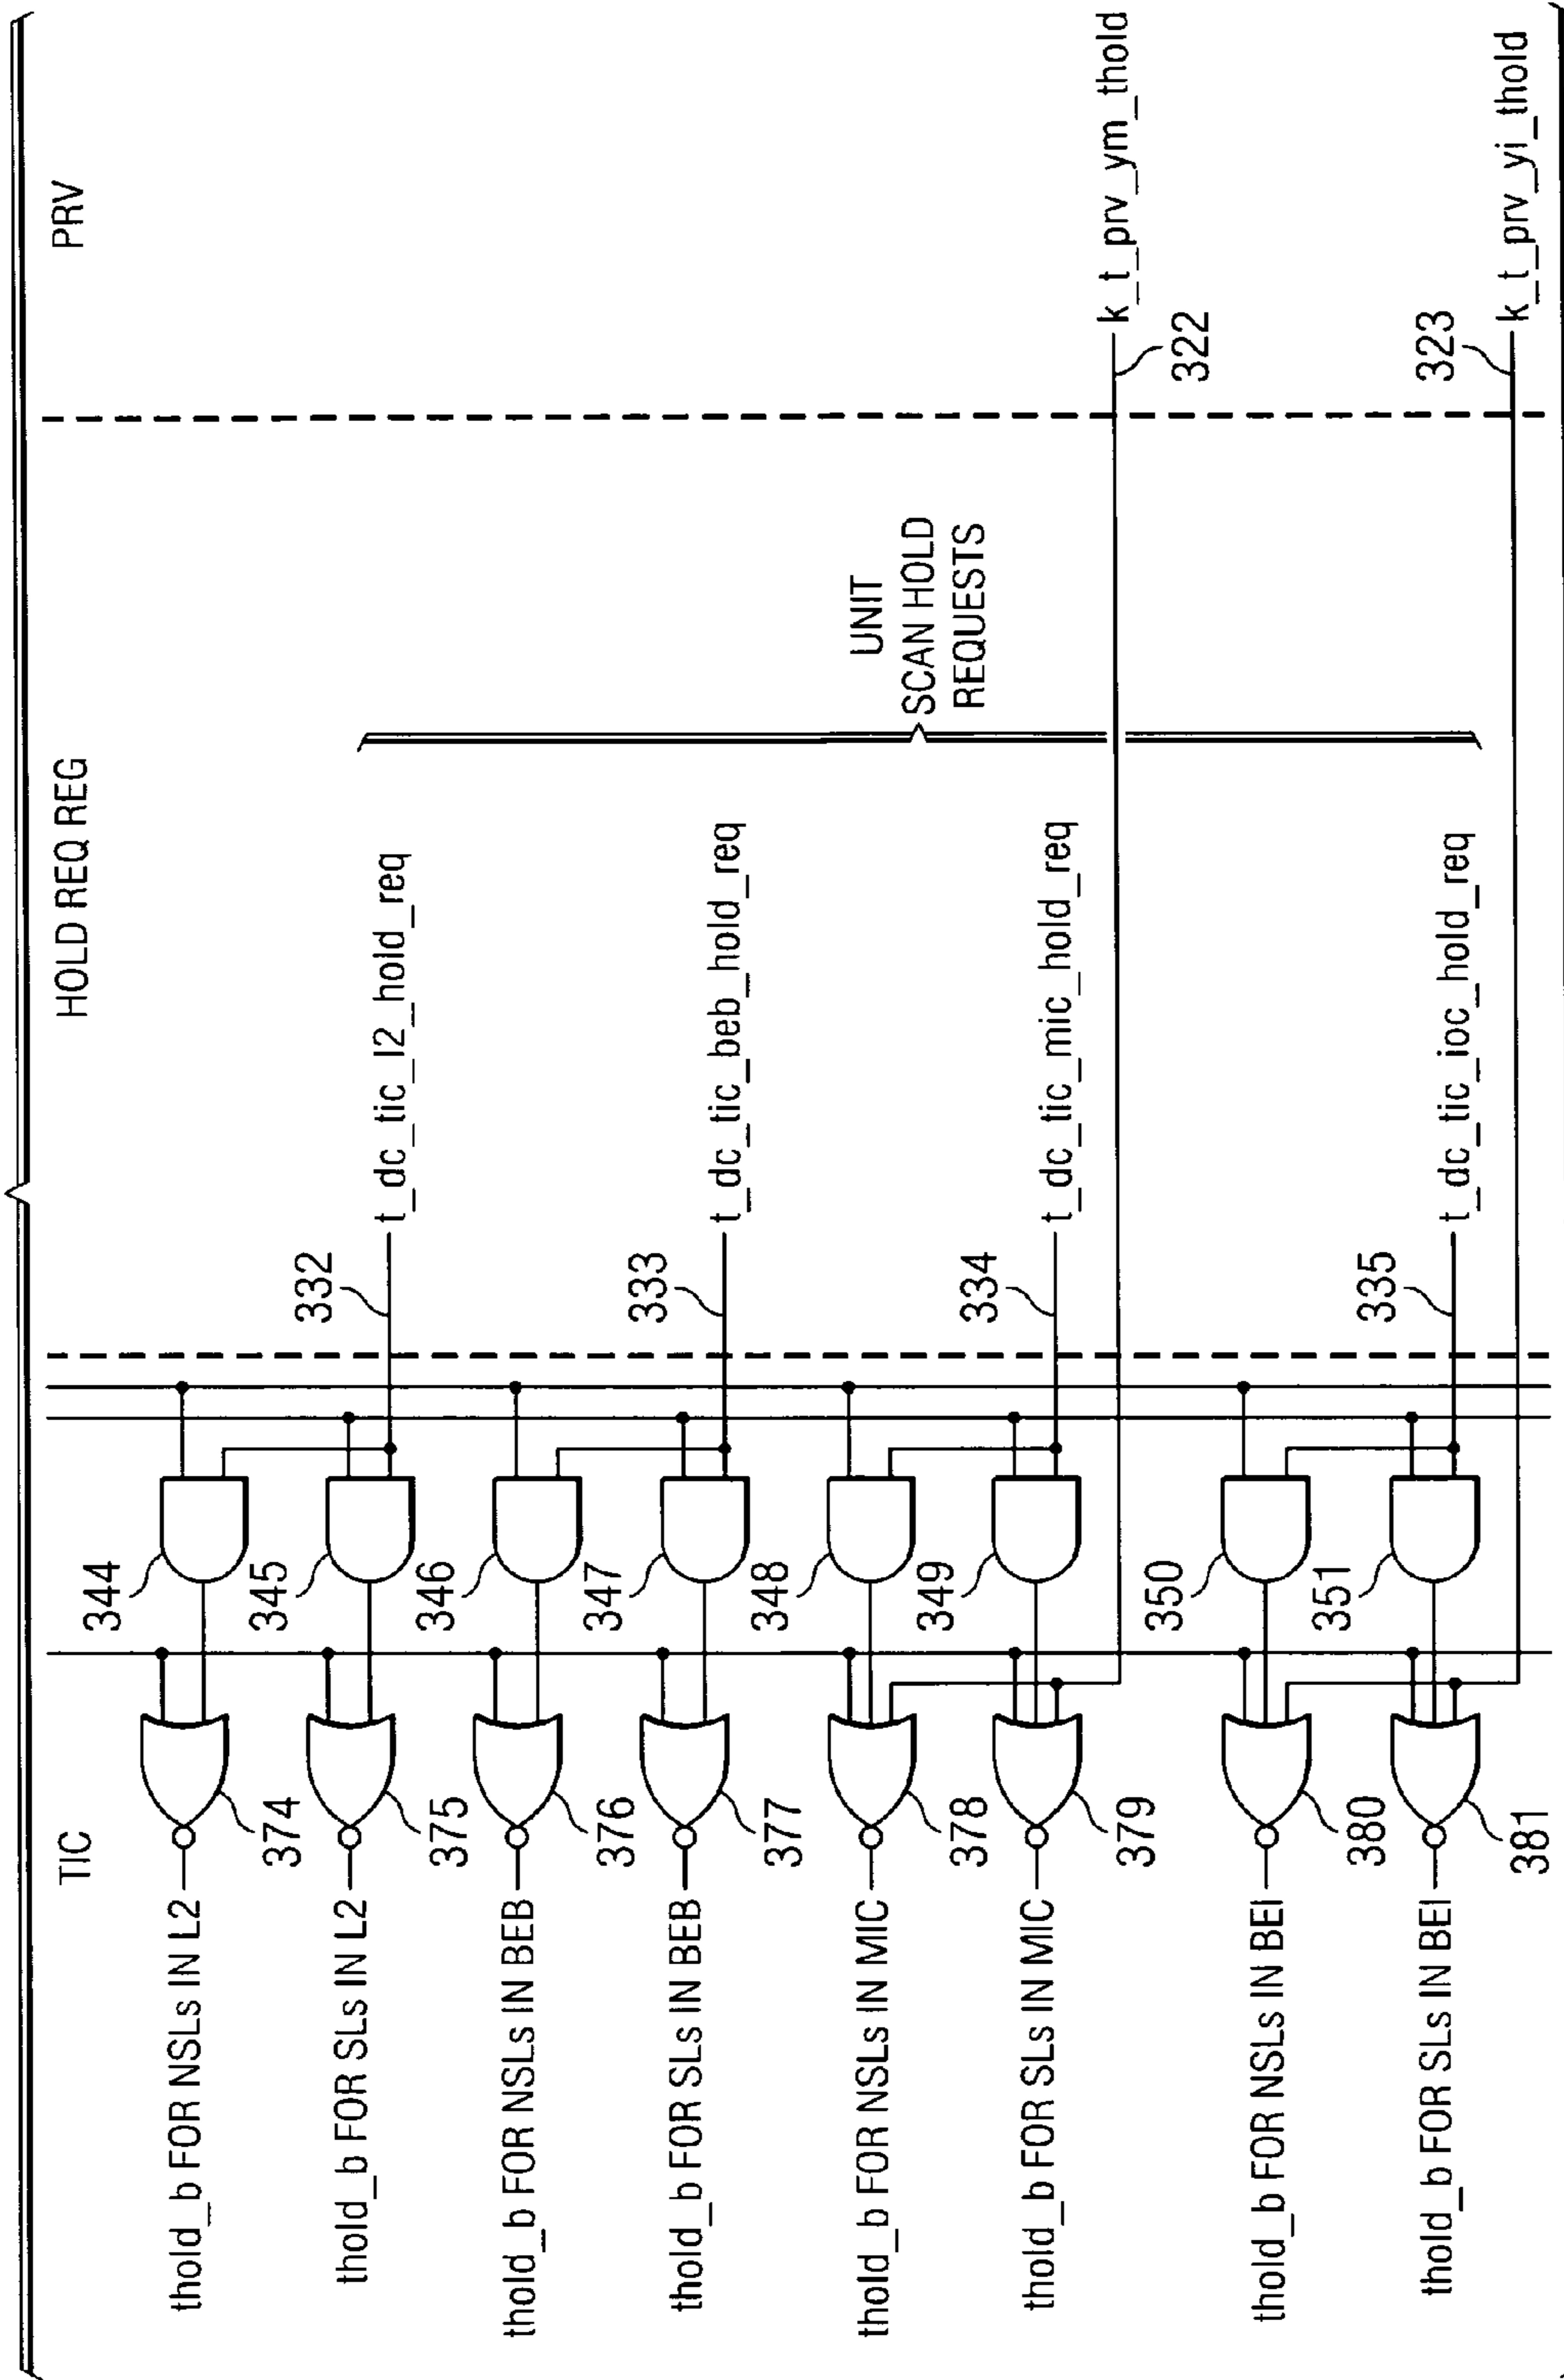 TIC
HOLD REQ REG
PRV
thold_b FOR NSLs IN L2
374
344
thold_b FOR SLs IN L2
375
345
332
t_dc_tic_l2_hold_req
thold_b FOR NSLs IN BEB
376
346
thold_b FOR SLs IN BEB
377
347
333
t_dc_tic_beb_hold_req
UNIT
SCAN HOLD
REQUESTS
thold_b FOR NSLs IN MIC
378
348
thold_b FOR SLs IN MIC
379
349
334
t_dc_tic_mic_hold_req
k_t_prv_ym_thold
322
thold_b FOR NSLs IN BEI
380
350
thold_b FOR SLs IN BEI
381
351
335
t_dc_tic_ioc_hold_req
323
k_t_prv_yi_thold